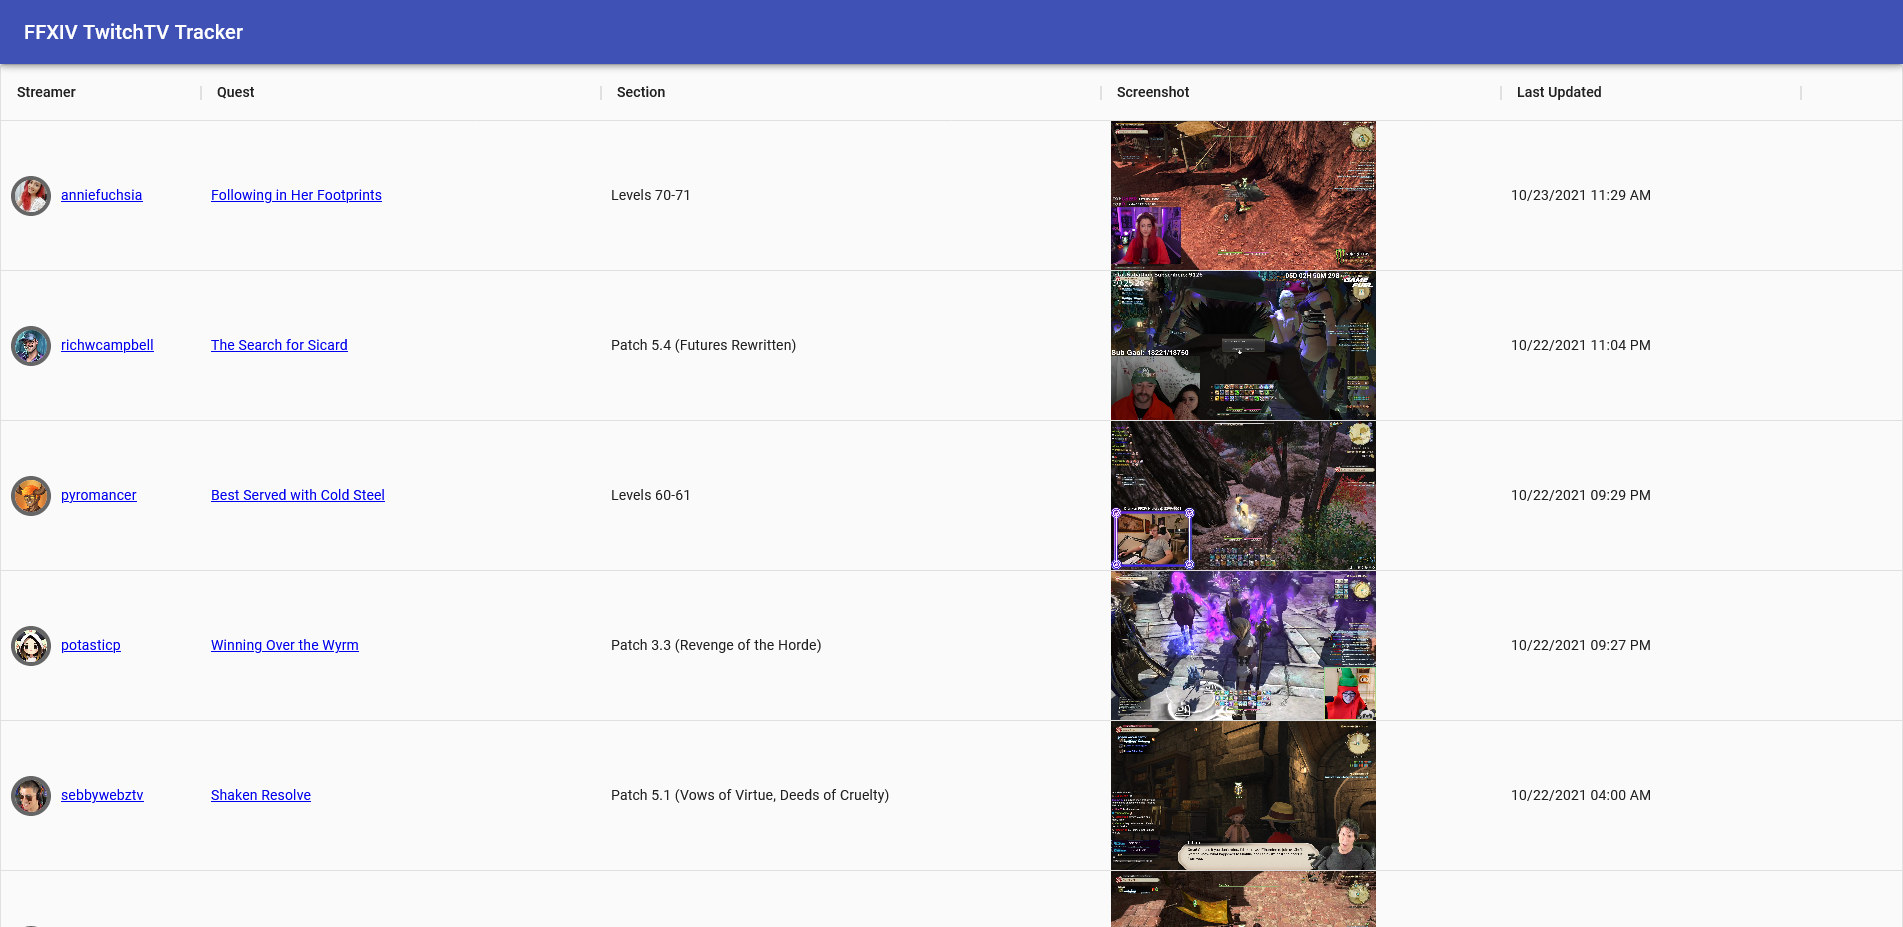 FFXIV TwitchTV Tracker
Streamer Quest Section Screenshot Last Updated
anniefuchsia Following in Her Footprints Levels 70-71 10/23/2021 11:29 AM
richwcampbell The Search for Sicard Patch 5.4 (Futures Rewritten) 10/22/2021 11:04 PM
Sub Goal: 18221/18750
pyromancer Best Served with Cold Steel Levels 60-61 10/22/2021 09:29 PM
potasticp Winning Over the Wyrm Patch 3.3 (Revenge of the Horde) 10/22/2021 09:27 PM
sebbywebztv Shaken Resolve Patch 5.1 (Vows of Virtue, Deeds of Cruelty) 10/22/2021 04:00 AM